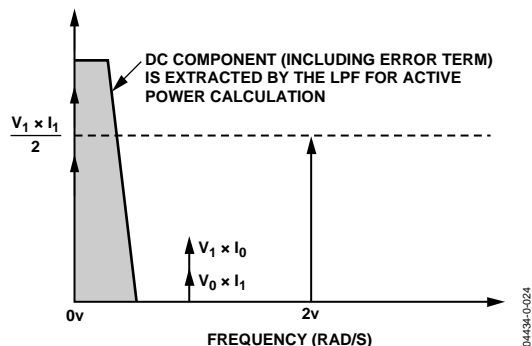 DC COMPONENT (INCLUDING ERROR TERM)
IS EXTRACTED BY THE LPF FOR ACTIVE
POWER CALCULATION
V1 × I1
2
V1 × I0
V0 × I1
0v
2v
FREQUENCY (RAD/S)
04434-0-024